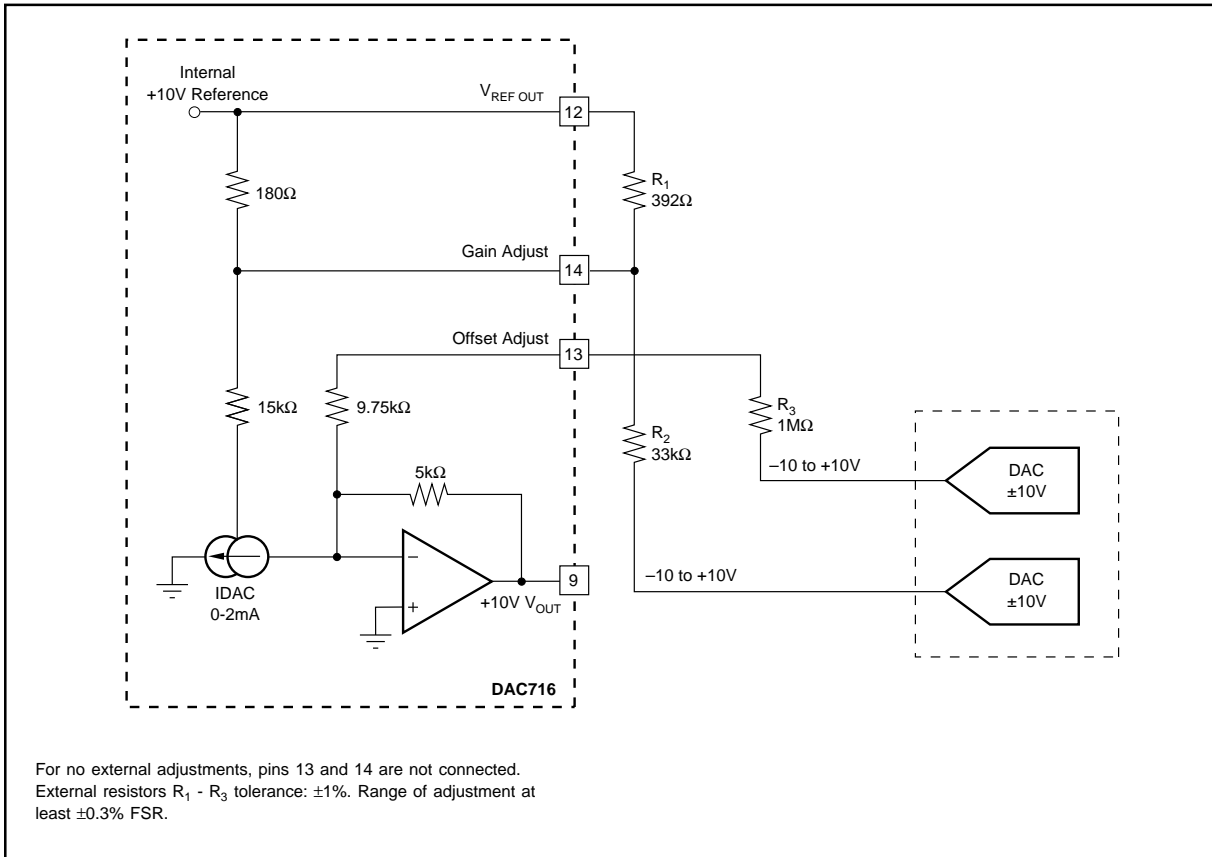 Internal
+10V Reference
V_REF OUT
12
180Ω
R₁
392Ω
Gain Adjust
14
Offset Adjust
13
15kΩ
9.75kΩ
R₃
1MΩ
R₂
33kΩ
–10 to +10V
DAC
±10V
5kΩ
–
+
IDAC
0-2mA
+10V V_OUT
9
–10 to +10V
DAC
±10V
DAC716
For no external adjustments, pins 13 and 14 are not connected.
External resistors R₁ - R₃ tolerance: ±1%. Range of adjustment at
least ±0.3% FSR.